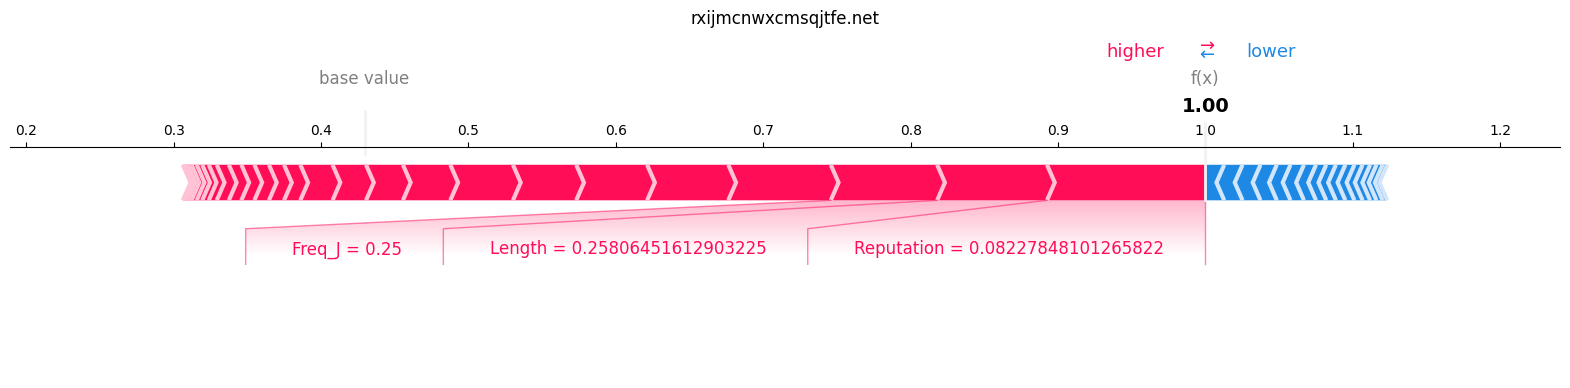 rxijmcnwxcmsqjtfe.net
higher ⇄ lower
base value f(x)
1.00
0.2 0.3 0.4 0.5 0.6 0.7 0.8 0.9 1.0 1.1 1.2
Freq_J = 0.25 Length = 0.25806451612903225 Reputation = 0.08227848101265822